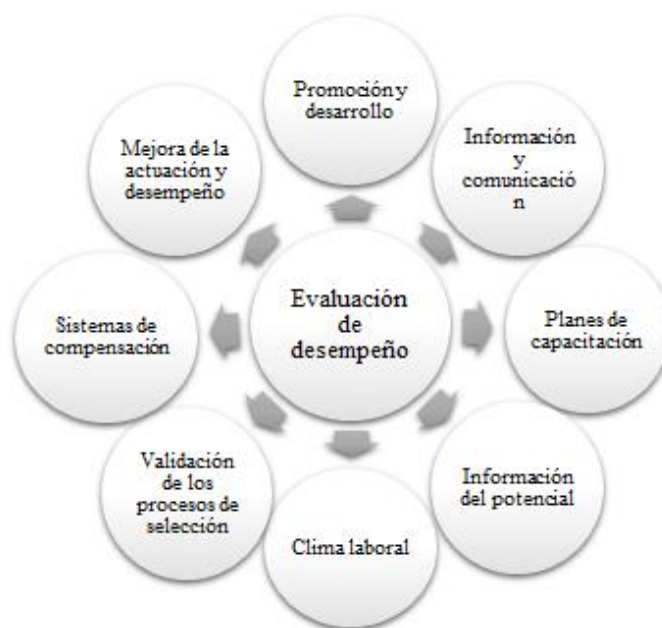 Promoción y
desarrollo
Información
y
comunicació
n
Planes de
capacitación
Información
del potencial
Clima laboral
Validación
de los
procesos de
selección
Sistemas de
compensación
Mejora de la
actuación y
desempeño
Evaluación
de
desempeño